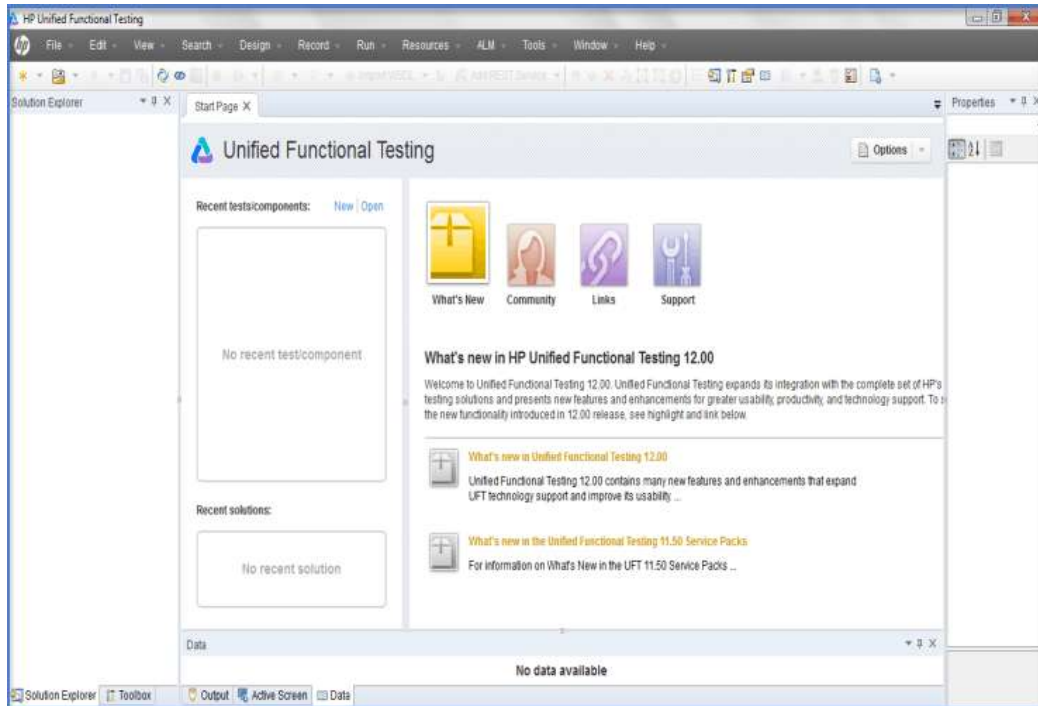 HP Unified Functional Testing
hp File Edit View Search Design Record Run Resources ALM Tools Window Help
Import WSDL Add REST Service
Solution Explorer
Start Page
Properties
Unified Functional Testing
Options
Recent tests/components: New Open
No recent test/component
What's New Community Links Support
What's new in HP Unified Functional Testing 12.00
Welcome to Unified Functional Testing 12.00. Unified Functional Testing expands its integration with the complete set of HP's
testing solutions and presents new features and enhancements for greater usability, productivity, and technology support. To
the new functionality introduced in 12.00 release, see highlight and link below.
What's new in Unified Functional Testing 12.00
Unified Functional Testing 12.00 contains many new features and enhancements that expand
UFT technology support and improve its usability. ...
Recent solutions:
What's new in the Unified Functional Testing 11.50 Service Packs
For information on What's New in the UFT 11.50 Service Packs ...
No recent solution
Data
No data available
Solution Explorer Toolbox Output Active Screen Data